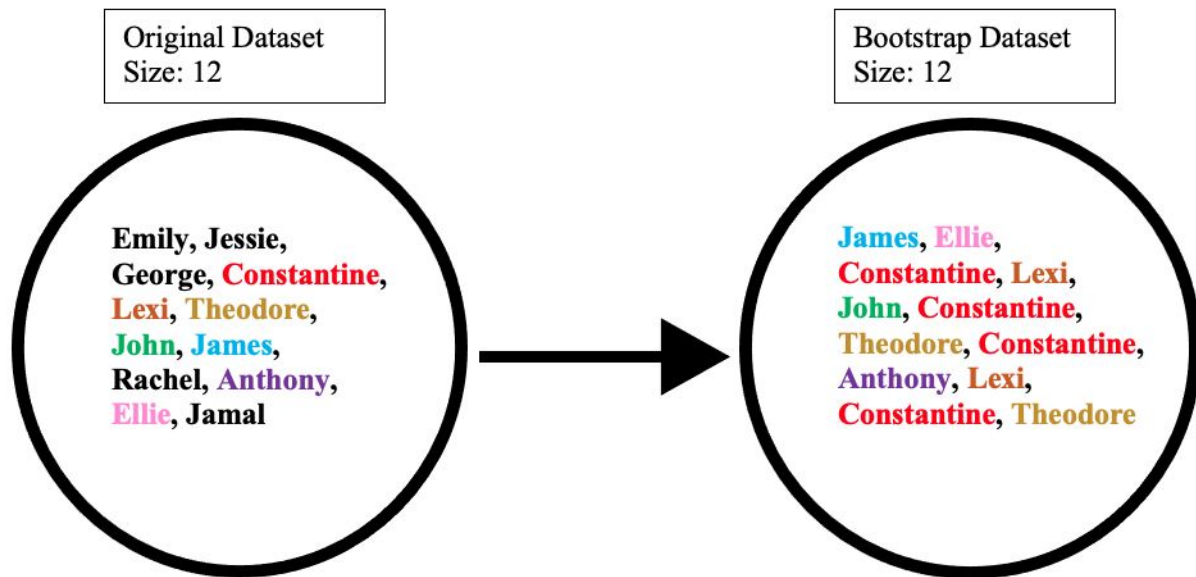 Original Dataset
Size: 12
Emily, Jessie,
George, Constantine,
Lexi, Theodore,
John, James,
Rachel, Anthony,
Ellie, Jamal
Bootstrap Dataset
Size: 12
James, Ellie,
Constantine, Lexi,
John, Constantine,
Theodore, Constantine,
Anthony, Lexi,
Constantine, Theodore